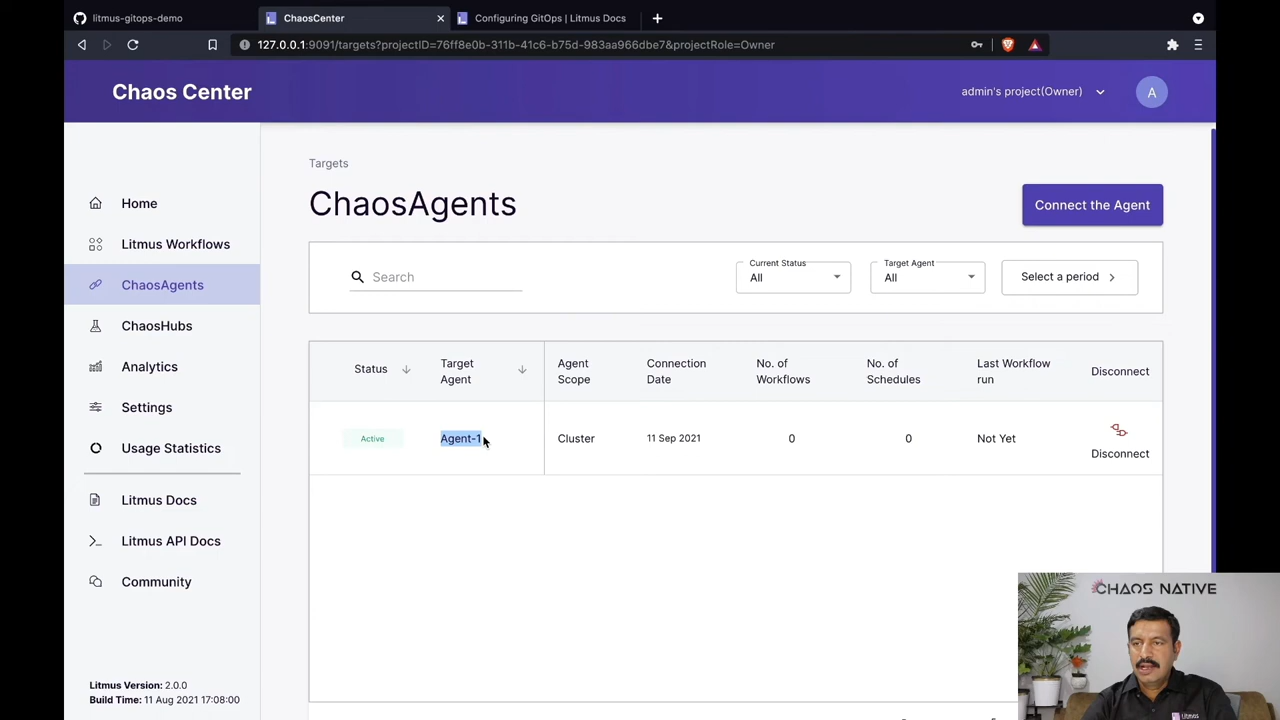 litmus-gitops-demo
ChaosCenter
Configuring GitOps | Litmus Docs
127.0.0.1:9091/targets?projectID=76ff8e0b-311b-41c6-b75d-983aa966dbe7&projectRole=Owner
Chaos Center
admin's project(Owner)
A
Home
Litmus Workflows
ChaosAgents
ChaosHubs
Analytics
Settings
Usage Statistics
Litmus Docs
Litmus API Docs
Community
Litmus Version: 2.0.0
Build Time: 11 Aug 2021 17:08:00
Targets
ChaosAgents
Connect the Agent
Search
Current Status
All
Target Agent
All
Select a period
Status
Target
Agent
Agent
Scope
Connection
Date
No. of
Workflows
No. of
Schedules
Last Workflow
run
Disconnect
Active
Agent-1
Cluster
11 Sep 2021
0
0
Not Yet
Disconnect
CHAOS NATIVE
Litmus